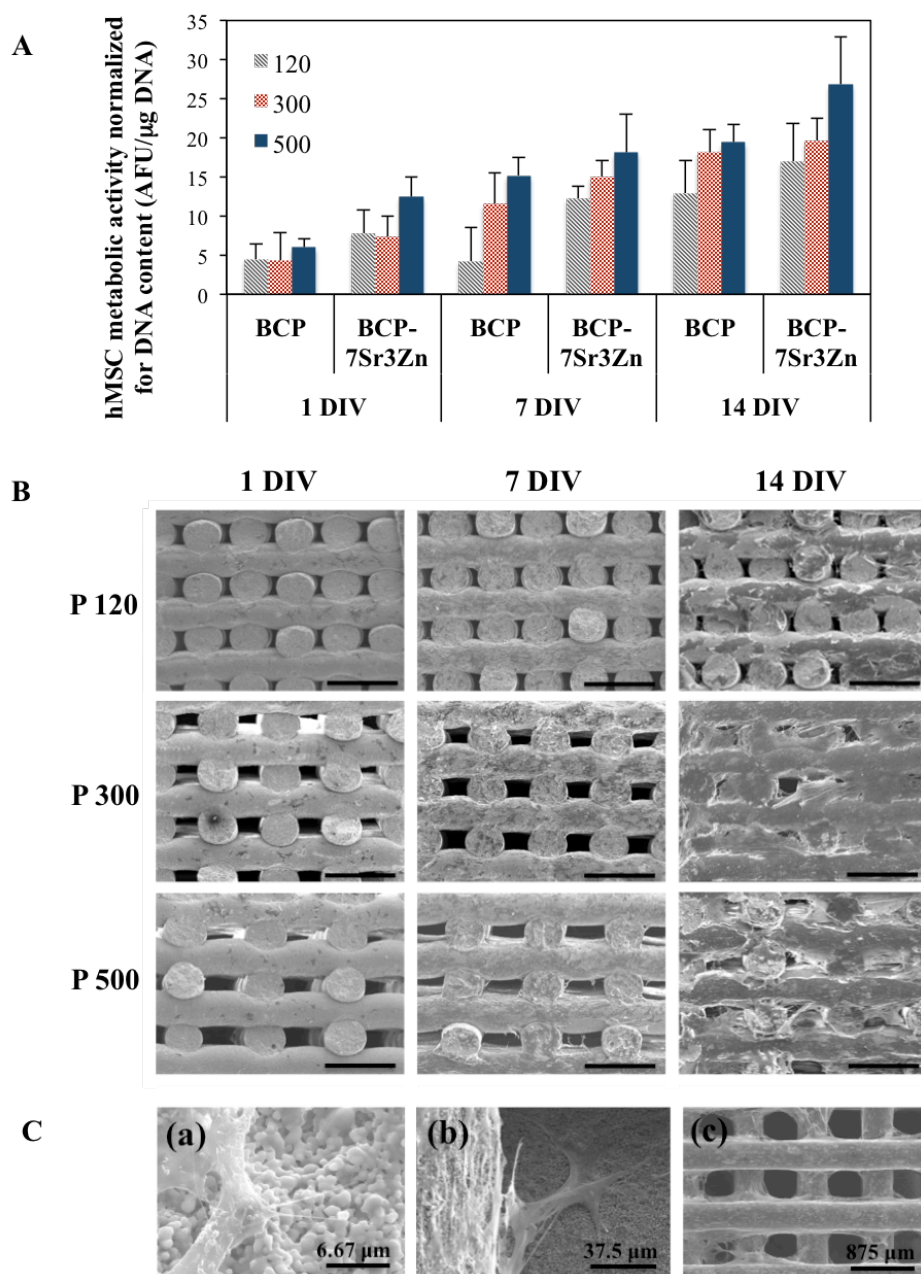 A
hMSC metabolic activity normalized
for DNA content (AFU/µg DNA)
35
30
25
20
15
10
5
0
120
300
500
BCP
BCP-
7Sr3Zn
BCP
BCP-
7Sr3Zn
BCP
BCP-
7Sr3Zn
1 DIV
7 DIV
14 DIV
B
1 DIV
7 DIV
14 DIV
P 120
P 300
P 500
C
(a)
6.67 µm
(b)
37.5 µm
(c)
875 µm